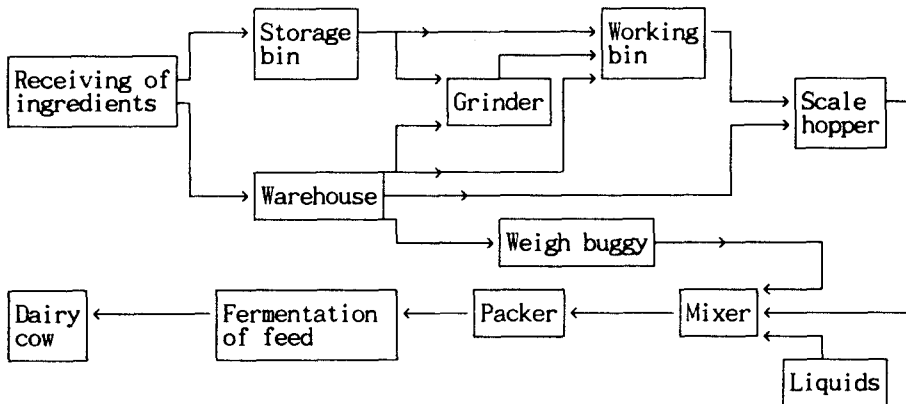 Storage
bin
Working
bin
Receiving of
ingredients
Grinder
Scale
hopper
Warehouse
Weigh buggy
Dairy
cow
Fermentation
of feed
Packer
Mixer
Liquids